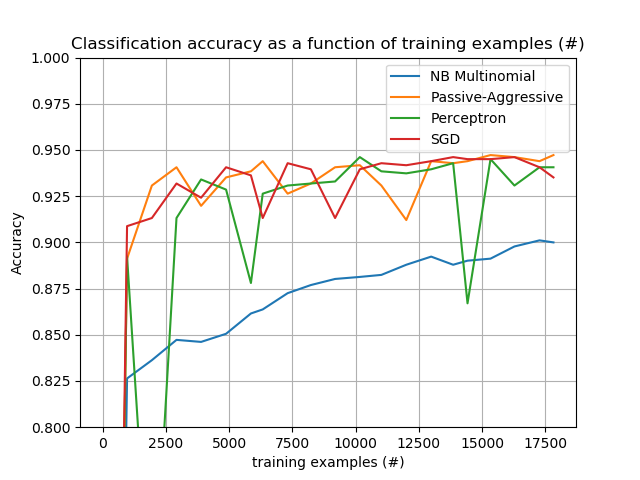 Classification accuracy as a function of training examples (#)
1.000
0.975
0.950
0.925
0.900
0.875
0.850
0.825
0.800
Accuracy
NB Multinomial
Passive-Aggressive
Perceptron
SGD
0 2500 5000 7500 10000 12500 15000 17500
training examples (#)